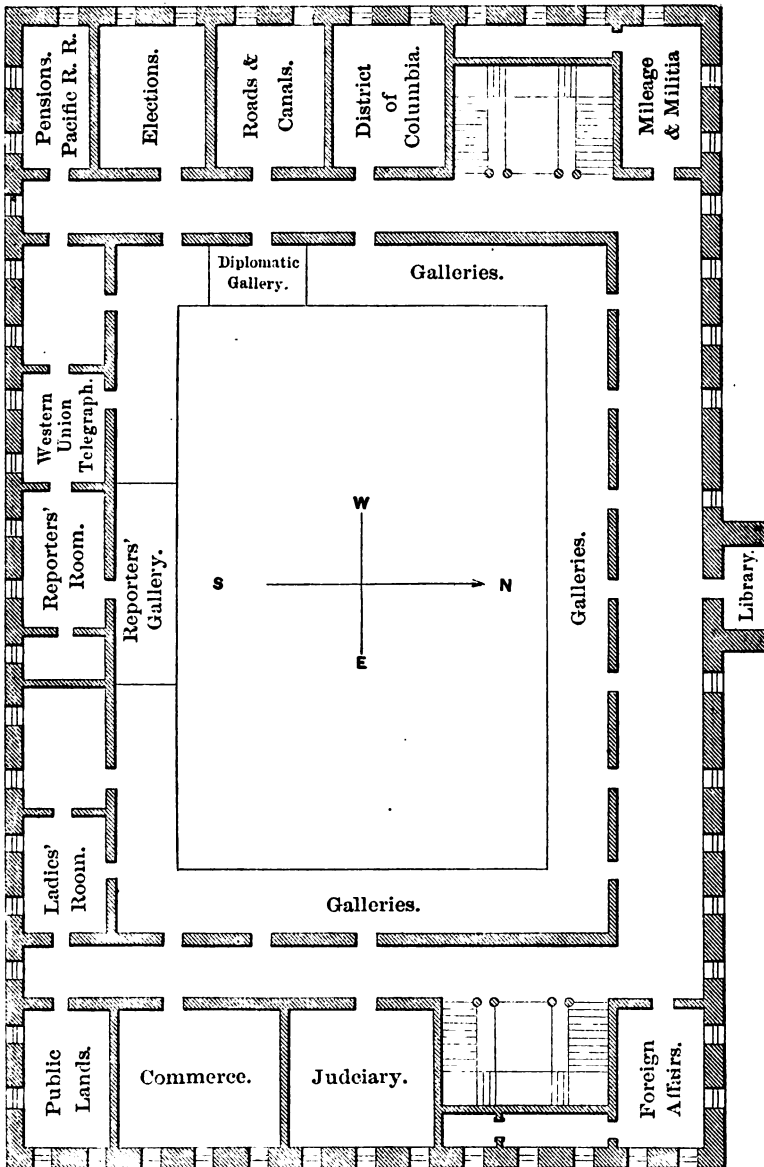 Pensions.
Pacific R. R.
Elections.
Roads &
Canals.
District
of
Columbia.
Mileage
& Militia
Diplomatic
Gallery.
Galleries.
Western
Union
Telegraph.
Reporters'
Room.
Reporters'
Gallery.
W
S
N
E
Galleries.
Library.
Ladies'
Room.
Galleries.
Public
Lands.
Commerce.
Judciary.
Foreign
Affairs.